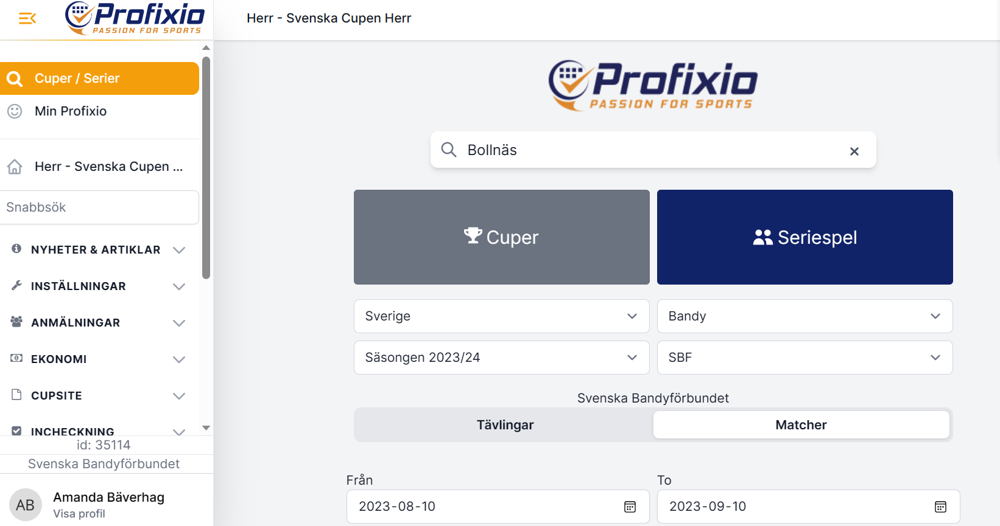 Profixio
PASSION FOR SPORTS
Herr - Svenska Cupen Herr
Cuper / Serier
Min Profixio
Herr - Svenska Cupen ...
Snabbsök
NYHETER & ARTIKLAR
INSTÄLLNINGAR
ANMÄLNINGAR
EKONOMI
CUPSITE
INCHECKNING
id: 35114
Svenska Bandyförbundet
AB
Amanda Bäverhag
Visa profil
Profixio
PASSION FOR SPORTS
Bollnäs
Cuper
Seriespel
Sverige
Bandy
Säsongen 2023/24
SBF
Svenska Bandyförbundet
Tävlingar
Matcher
Från
To
2023-08-10
2023-09-10